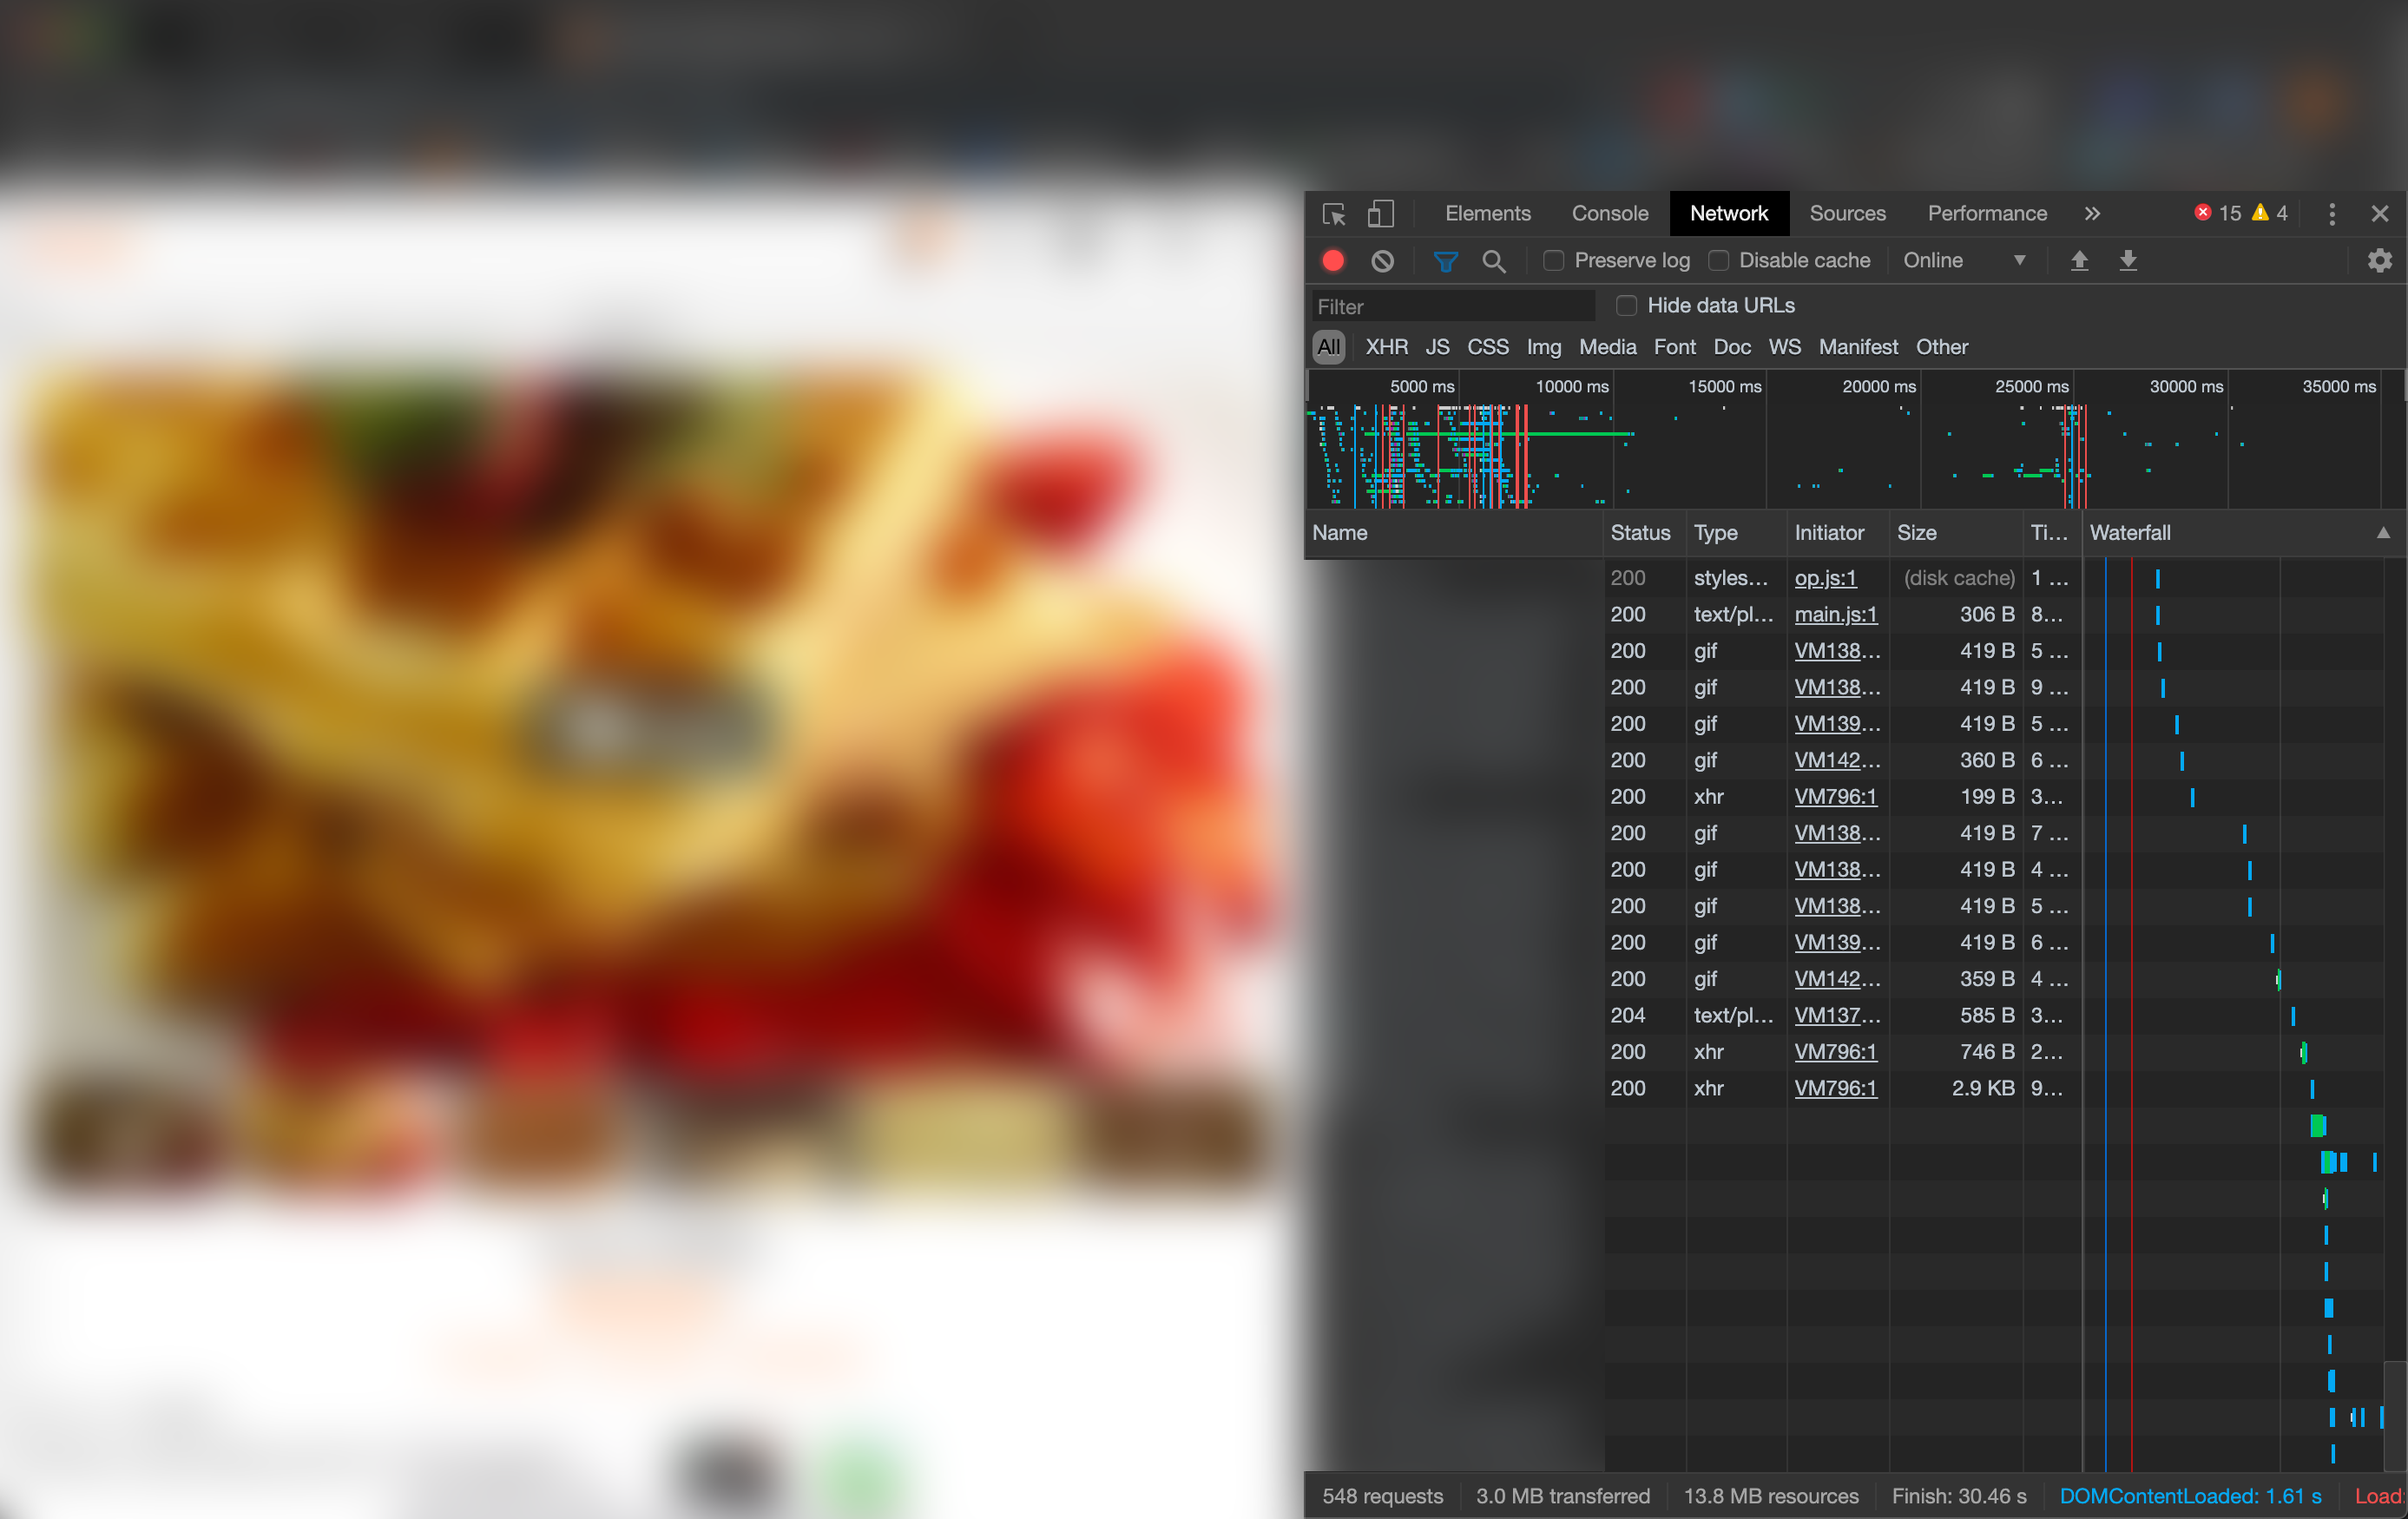 Elements Console Network Sources Performance » 15 4
Preserve log Disable cache Online
Filter Hide data URLs
All XHR JS CSS Img Media Font Doc WS Manifest Other
5000 ms 10000 ms 15000 ms 20000 ms 25000 ms 30000 ms 35000 ms
Name Status Type Initiator Size Ti... Waterfall
200 styles... op.js:1 (disk cache) 1 ...
200 text/pl... main.js:1 306 B 8...
200 gif VM138... 419 B 5 ...
200 gif VM138... 419 B 9 ...
200 gif VM139... 419 B 5 ...
200 gif VM142... 360 B 6 ...
200 xhr VM796:1 199 B 3...
200 gif VM138... 419 B 7 ...
200 gif VM138... 419 B 4 ...
200 gif VM138... 419 B 5 ...
200 gif VM139... 419 B 6 ...
200 gif VM142... 359 B 4 ...
204 text/pl... VM137... 585 B 3...
200 xhr VM796:1 746 B 2...
200 xhr VM796:1 2.9 KB 9...
548 requests 3.0 MB transferred 13.8 MB resources Finish: 30.46 s DOMContentLoaded: 1.61 s Load: